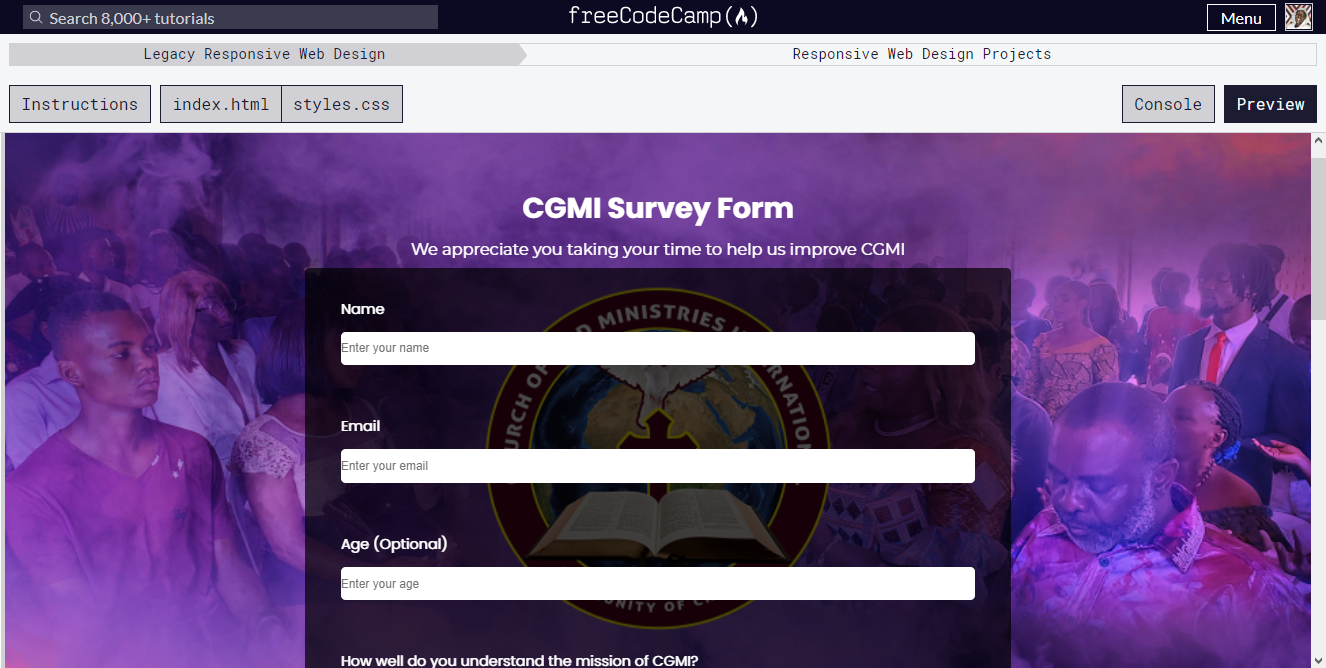 Search 8,000+ tutorials
freeCodeCamp
Menu
Legacy Responsive Web Design
Responsive Web Design Projects
Instructions
index.html
styles.css
Console
Preview
CGMI Survey Form
We appreciate you taking your time to help us improve CGMI
Name
Enter your name
Email
Enter your email
Age (Optional)
Enter your age
How well do you understand the mission of CGMI?
MINISTRIES